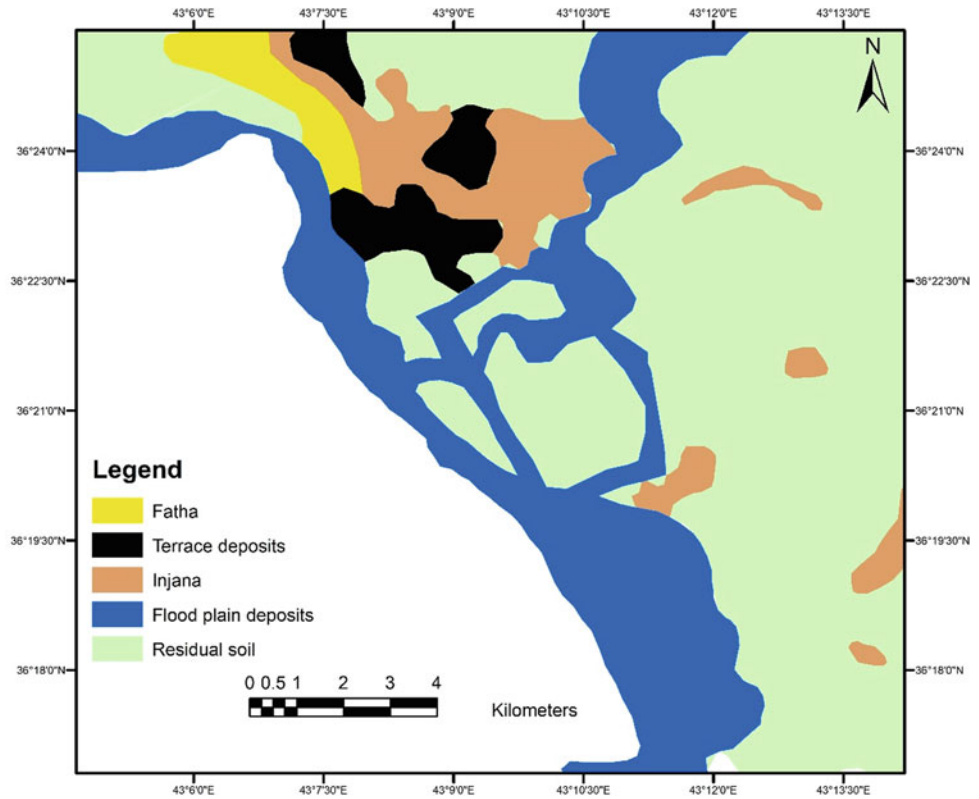 43°6'0"E 43°7'30"E 43°9'0"E 43°10'30"E 43°12'0"E 43°13'30"E
N
36°24'0"N 36°24'0"N
36°22'30"N 36°22'30"N
36°21'0"N 36°21'0"N
Legend
Fatha
36°19'30"N Terrace deposits 36°19'30"N
Injana
Flood plain deposits
Residual soil
36°18'0"N 36°18'0"N
0 0.5 1 2 3 4
Kilometers
43°6'0"E 43°7'30"E 43°9'0"E 43°10'30"E 43°12'0"E 43°13'30"E